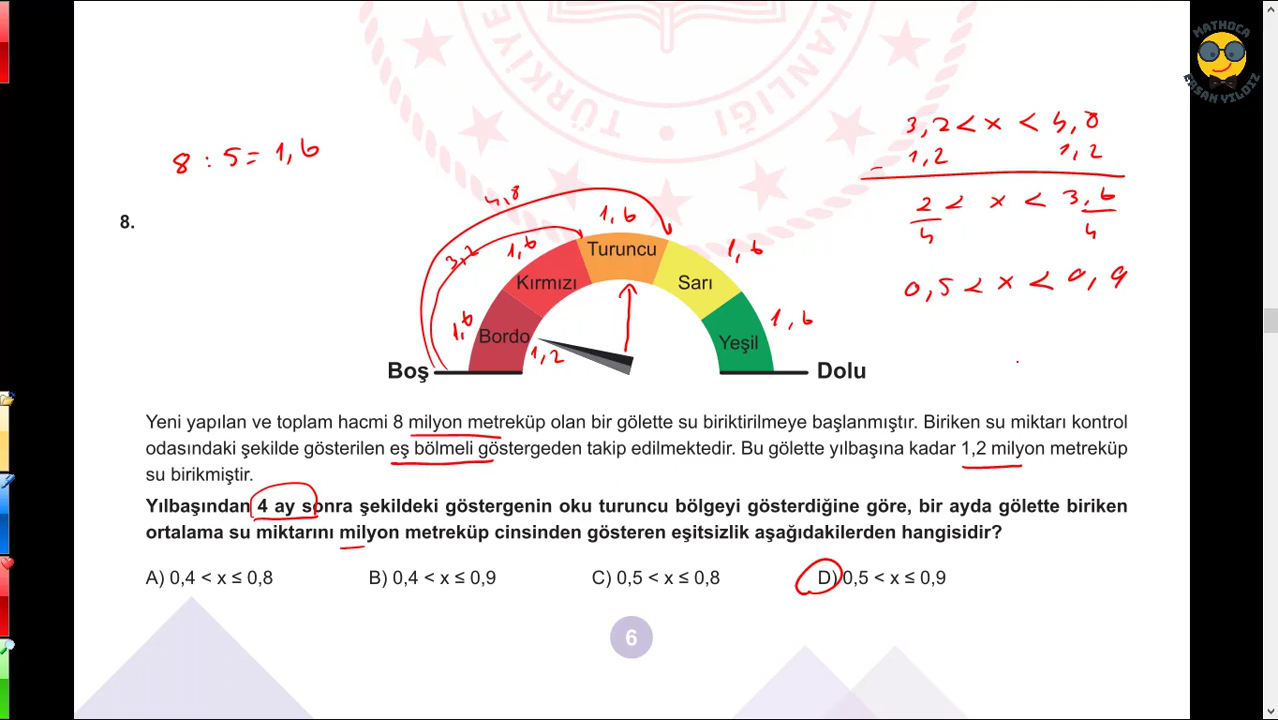 MATHOCA
ERSAN YILDIZ
TÜRKİYE
KANLIĞI
8 : 5 = 1,6
3,2 < x < 4,8
- 1,2 1,2
2 < x < 3,6
4 4
0,5 < x < 0,9
8.
4,8
3,2
1,6
1,6
1,6
1,6
1,6
1,2
Turuncu
Kırmızı
Sarı
Bordo
Yeşil
Boş
Dolu
Yeni yapılan ve toplam hacmi 8 milyon metreküp olan bir gölette su biriktirilmeye başlanmıştır. Biriken su miktarı kontrol
odasındaki şekilde gösterilen eş bölmeli göstergeden takip edilmektedir. Bu gölette yılbaşına kadar 1,2 milyon metreküp
su birikmiştir.
Yılbaşından 4 ay sonra şekildeki göstergenin oku turuncu bölgeyi gösterdiğine göre, bir ayda gölette biriken
ortalama su miktarını milyon metreküp cinsinden gösteren eşitsizlik aşağıdakilerden hangisidir?
A) 0,4 < x ≤ 0,8 B) 0,4 < x ≤ 0,9 C) 0,5 < x ≤ 0,8 D) 0,5 < x ≤ 0,9
6